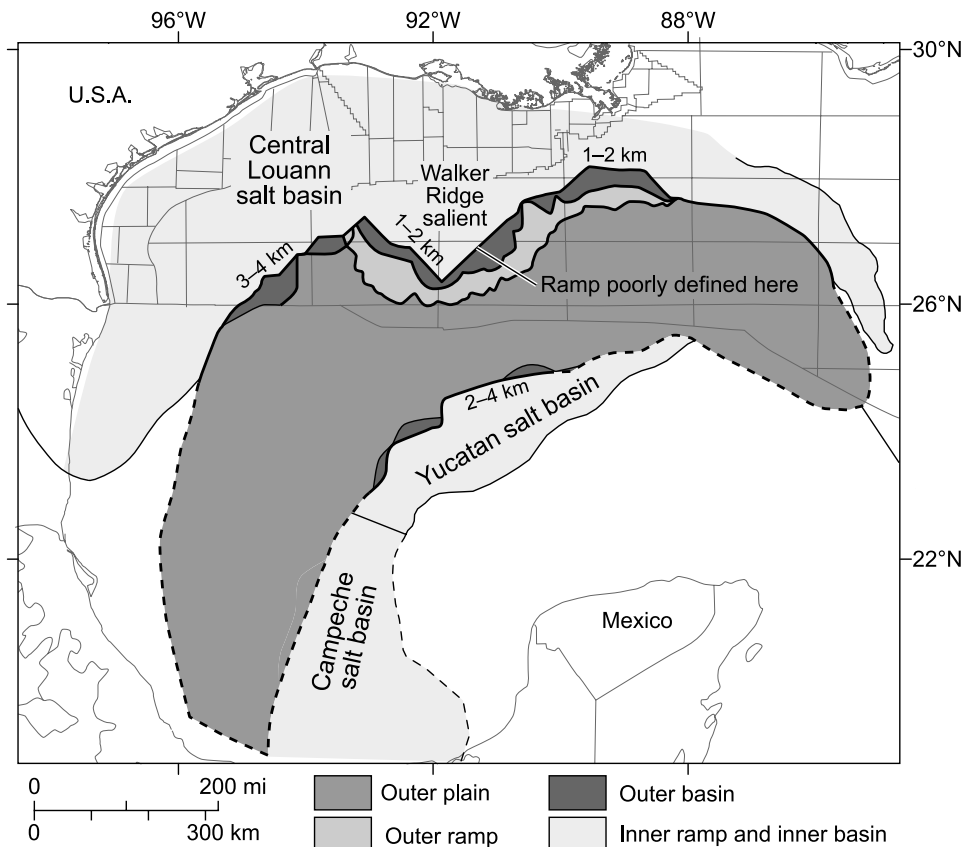 96°W
92°W
88°W
30°N
U.S.A.
Central
Louann
salt basin
Walker
Ridge
salient
1–2 km
1–2 km
3–4 km
Ramp poorly defined here
26°N
2–4 km
Yucatan salt basin
22°N
Campeche
salt basin
Mexico
0 200 mi
0 300 km
Outer plain
Outer basin
Outer ramp
Inner ramp and inner basin